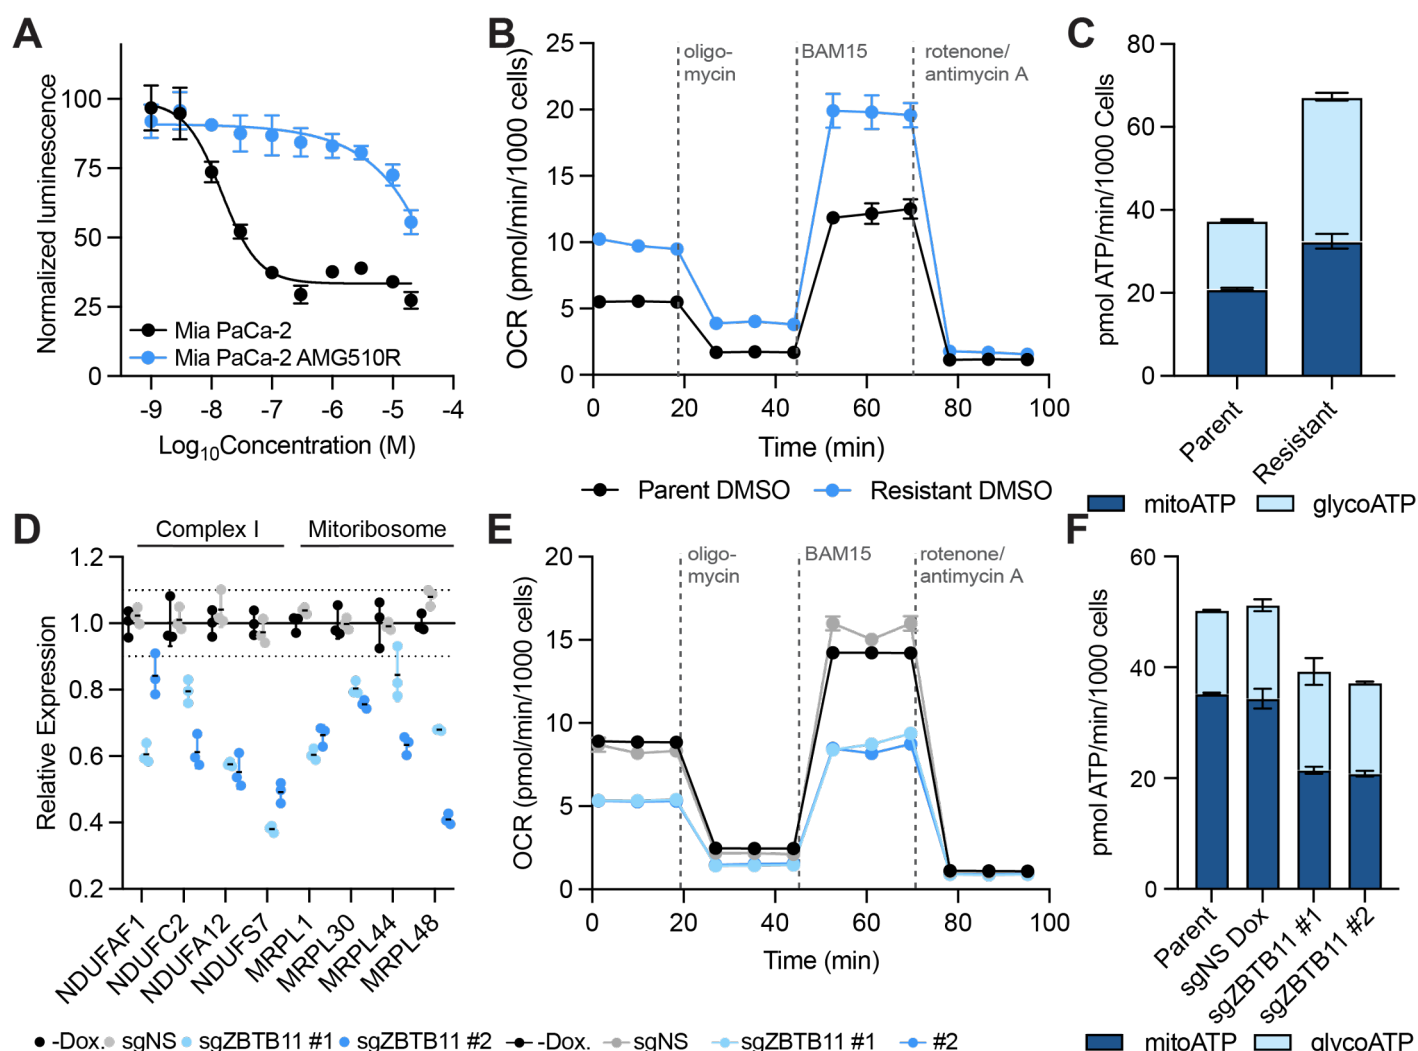 A
Normalized luminescence
100
75
50
25
0
Mia PaCa-2
Mia PaCa-2 AMG510R
-9 -8 -7 -6 -5 -4
Log10Concentration (M)
B
OCR (pmol/min/1000 cells)
25
20
15
10
5
0
oligo-
mycin
BAM15
rotenone/
antimycin A
0 20 40 60 80 100
Time (min)
Parent DMSO Resistant DMSO
C
pmol ATP/min/1000 Cells
80
60
40
20
0
Parent
Resistant
mitoATP glycoATP
D
Complex I Mitoribosome
Relative Expression
1.2
1.0
0.8
0.6
0.4
0.2
NDUFAF1
NDUFC2
NDUFA12
NDUFS7
MRPL1
MRPL30
MRPL44
MRPL48
-Dox. sgNS sgZBTB11 #1 sgZBTB11 #2
E
OCR (pmol/min/1000 cells)
20
15
10
5
0
oligo-
mycin
BAM15
rotenone/
antimycin A
0 20 40 60 80 100
Time (min)
-Dox. sgNS sgZBTB11 #1 #2
F
pmol ATP/min/1000 cells
60
40
20
0
Parent
sgNS Dox
sgZBTB11 #1
sgZBTB11 #2
mitoATP glycoATP